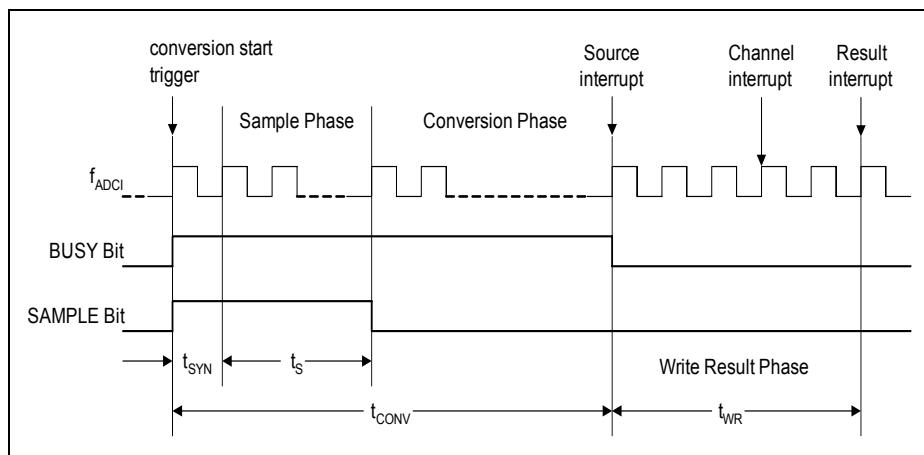 conversion start
trigger
Source
interrupt
Channel
interrupt
Result
interrupt
Sample Phase
Conversion Phase
fADCI
BUSY Bit
SAMPLE Bit
tSYN
tS
Write Result Phase
tCONV
tWR